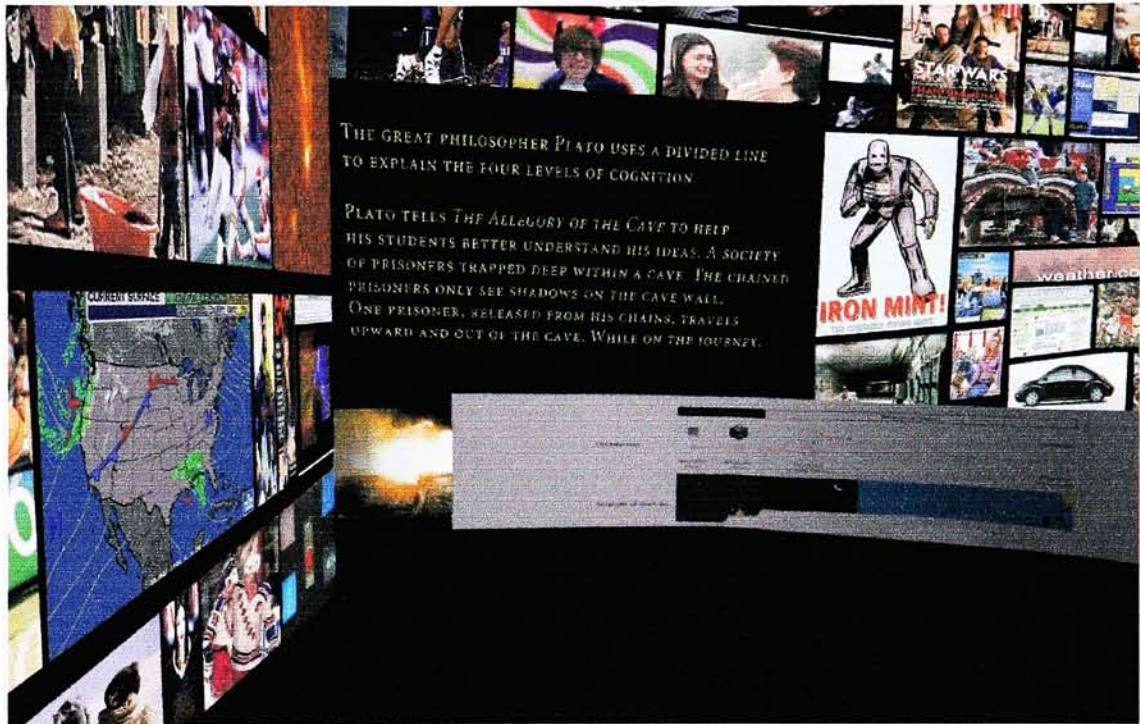 THE GREAT PHILOSOPHER PLATO USES A DIVIDED LINE
TO EXPLAIN THE FOUR LEVELS OF COGNITION.
PLATO TELLS THE ALLEGORY OF THE CAVE TO HELP
HIS STUDENTS BETTER UNDERSTAND HIS IDEAS. A SOCIETY
OF PRISONERS TRAPPED DEEP WITHIN A CAVE. THE CHAINED
PRISONERS ONLY SEE SHADOWS ON THE CAVE WALL.
ONE PRISONER, RELEASED FROM HIS CHAINS, TRAVELS
UPWARD AND OUT OF THE CAVE. WHILE ON THE JOURNEY,
STAR WARS
PHANTOM MENACE
IRON MINT!
weather.co
CURRENT SURFACE